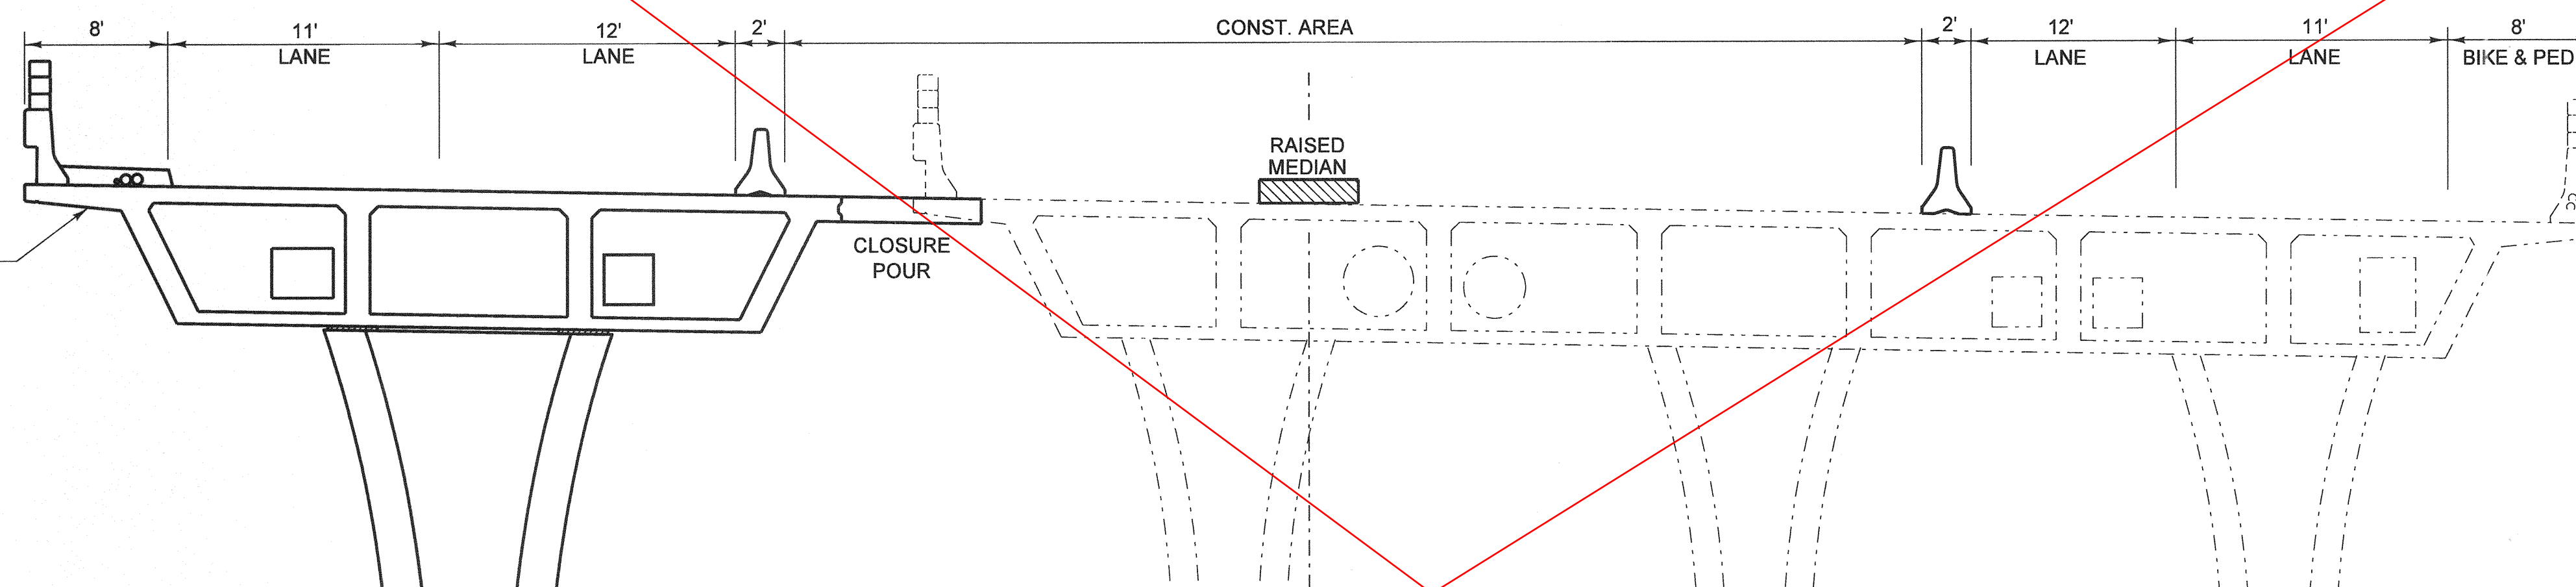 8' 11' 12' 2' CONST. AREA 2' 12' 11' 8'
LANE LANE LANE LANE BIKE & PED
RAISED
MEDIAN
CLOSURE
POUR